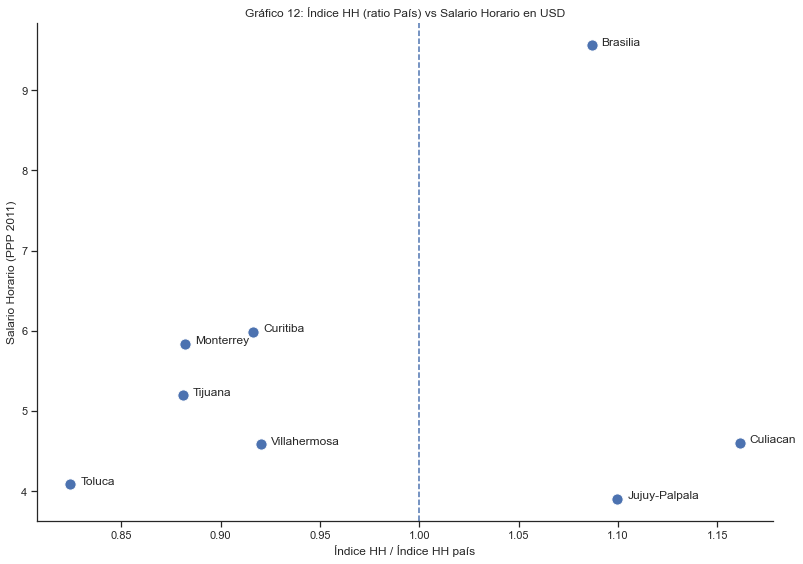 Gráfico 12: Índice HH (ratio País) vs Salario Horario en USD
Brasilia
9
8
7
Salario Horario (PPP 2011)
6
Curitiba
Monterrey
Tijuana
5
Villahermosa
Culiacan
Toluca
4
Jujuy-Palpala
0.85 0.90 0.95 1.00 1.05 1.10 1.15
Índice HH / Índice HH país